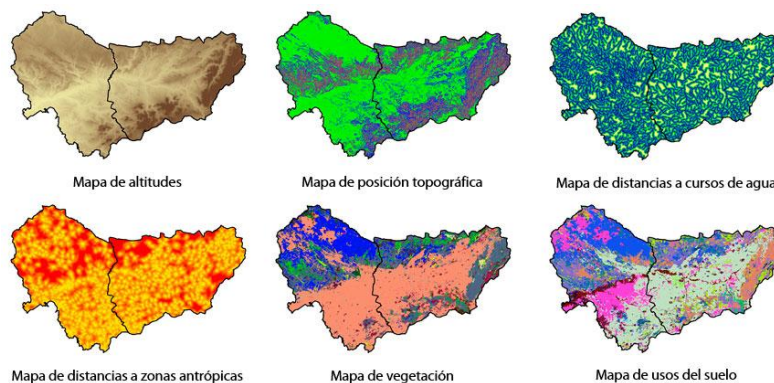 Mapa de altitudes
Mapa de posición topográfica
Mapa de distancias a cursos de agua
Mapa de distancias a zonas antrópicas
Mapa de vegetación
Mapa de usos del suelo